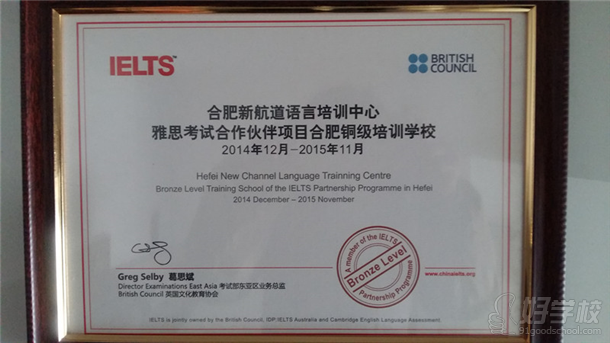 IELTS™
BRITISH
COUNCIL
合肥新航道语言培训中心
雅思考试合作伙伴项目合肥铜级培训学校
2014年12月-2015年11月
Hefei New Channel Language Trainning Centre
Bronze Level Training School of the IELTS Partnership Programme in Hefei
2014 December – 2015 November
Greg Selby 葛思斌
Director Examinations East Asia 考试部东亚区业务总监
British Council 英国文化教育协会
A member of the IELTS
Bronze Level
Partnership Programme
www.chinaielts.org
IELTS is jointly owned by the British Council, IDP:IELTS Australia and Cambridge English Language Assessment.
好学校
91goodschool.com